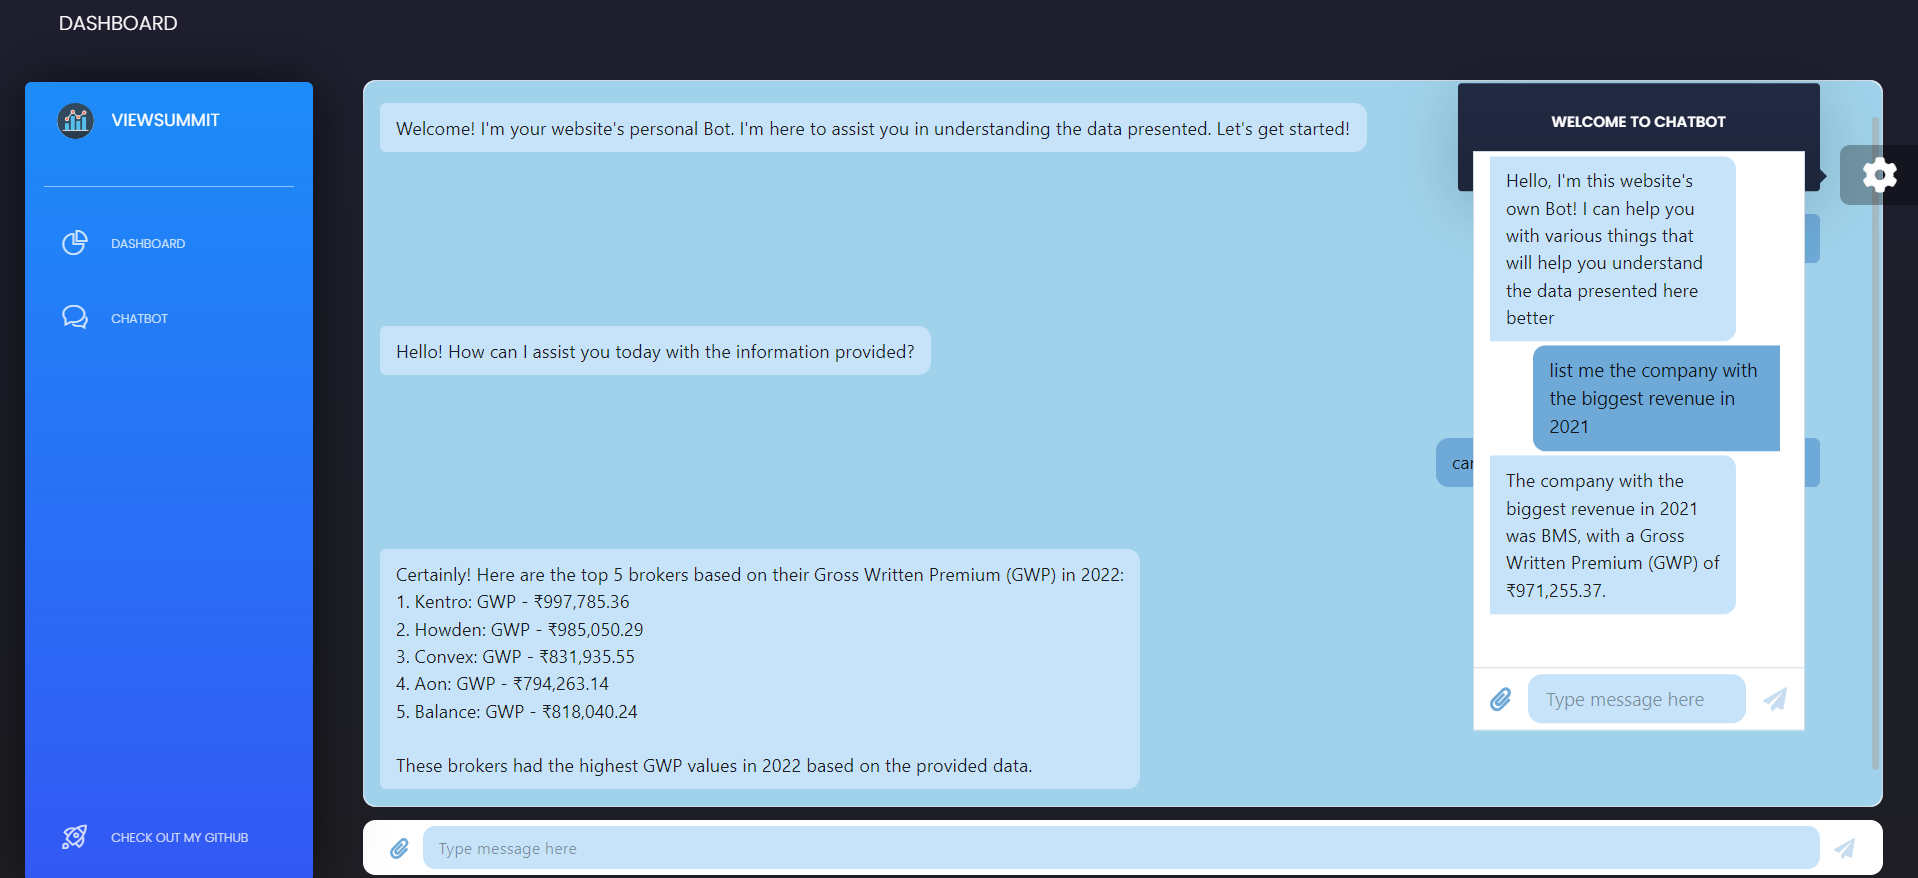 DASHBOARD
VIEWSUMMIT
DASHBOARD
CHATBOT
CHECK OUT MY GITHUB
Welcome! I'm your website's personal Bot. I'm here to assist you in understanding the data presented. Let's get started!
Hello! How can I assist you today with the information provided?
Certainly! Here are the top 5 brokers based on their Gross Written Premium (GWP) in 2022:
1. Kentro: GWP - ₹997,785.36
2. Howden: GWP - ₹985,050.29
3. Convex: GWP - ₹831,935.55
4. Aon: GWP - ₹794,263.14
5. Balance: GWP - ₹818,040.24
These brokers had the highest GWP values in 2022 based on the provided data.
Type message here
WELCOME TO CHATBOT
Hello, I'm this website's
own Bot! I can help you
with various things that
will help you understand
the data presented here
better
list me the company with
the biggest revenue in
2021
The company with the
biggest revenue in 2021
was BMS, with a Gross
Written Premium (GWP) of
₹971,255.37.
Type message here